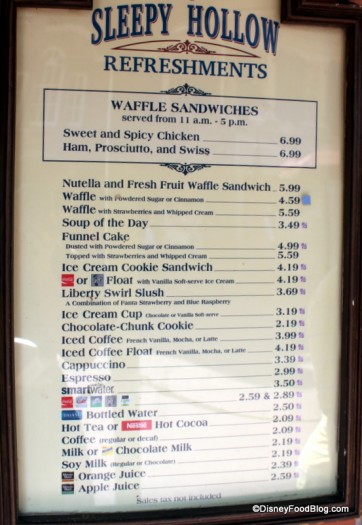 SLEEPY HOLLOW
REFRESHMENTS
WAFFLE SANDWICHES
served from 11 a.m. - 5 p.m.
Sweet and Spicy Chicken 6.99
Ham, Prosciutto, and Swiss 6.99
Nutella and Fresh Fruit Waffle Sandwich 5.99
Waffle with Powdered Sugar or Cinnamon 4.59
Waffle with Strawberries and Whipped Cream 5.59
Soup of the Day 3.49
Funnel Cake
Dusted with Powdered Sugar or Cinnamon 4.99
Topped with Strawberries and Whipped Cream 5.59
Ice Cream Cookie Sandwich 4.19
or Float with Vanilla Soft-serve Ice Cream 4.19
Liberty Swirl Slush 3.69
A Combination of Fanta Strawberry and Blue Raspberry
Ice Cream Cup Chocolate or Vanilla Soft-serve 3.19
Chocolate-Chunk Cookie 2.19
Iced Coffee French Vanilla, Mocha, or Latte 3.99
Iced Coffee Float French Vanilla, Mocha, or Latte 4.19
Cappuccino 3.39
Espresso 2.99
smartwater 3.50
2.59 & 2.89
Bottled Water 2.50
Hot Tea or Nestlé Hot Cocoa 2.09
Coffee (regular or decaf) 2.09
Milk or Chocolate Milk 2.19
Soy Milk (Regular or Chocolate) 2.39
Orange Juice 2.59
Apple Juice
Sales tax not included
©DisneyFoodBlog.com